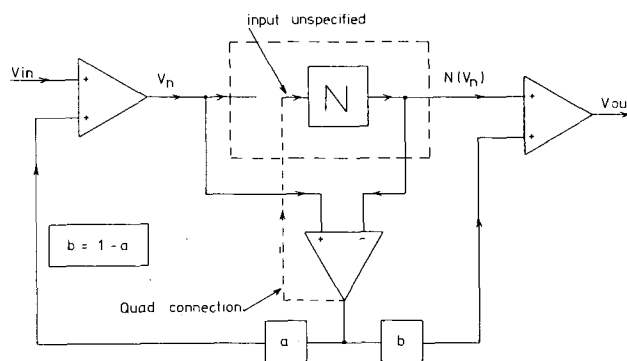 input unspecified
Vin
Vn
N
N(Vn)
Vou
+
+
+
+
+ -
b = 1 - a
Quad connection
a
b